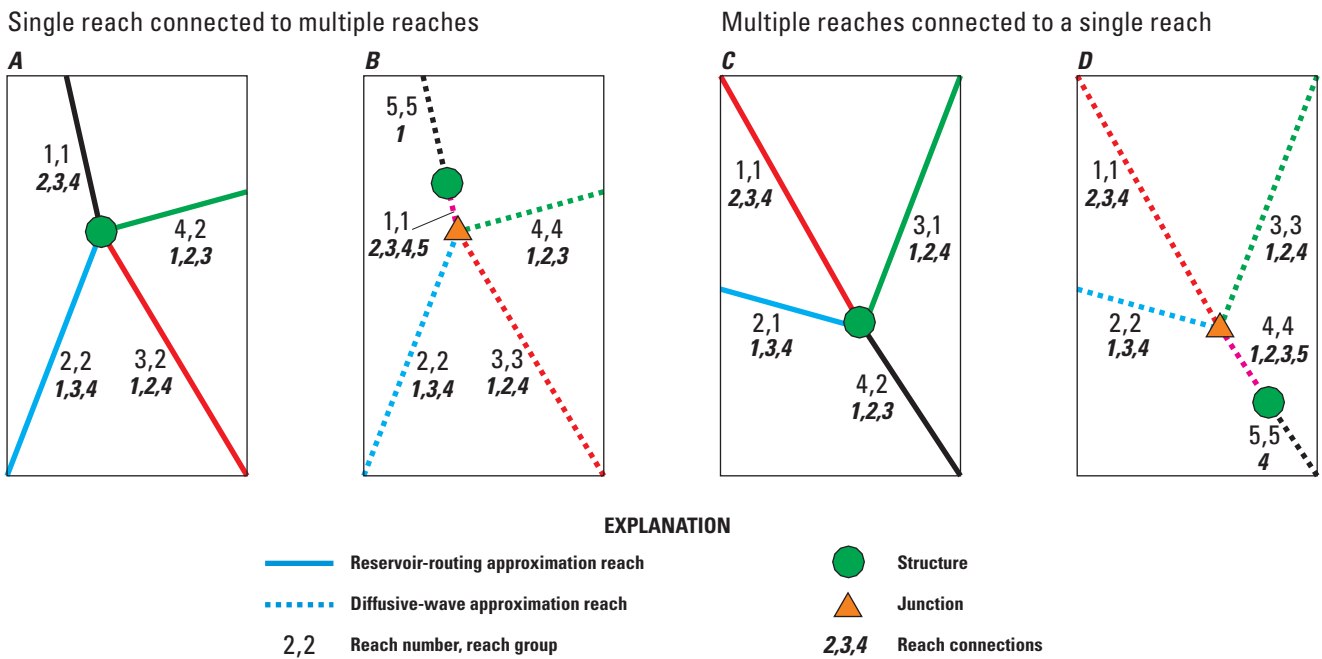 Single reach connected to multiple reaches
Multiple reaches connected to a single reach
A
1,1
2,3,4
4,2
1,2,3
2,2
1,3,4
3,2
1,2,4
B
5,5
1
1,1
2,3,4,5
4,4
1,2,3
2,2
1,3,4
3,3
1,2,4
C
1,1
2,3,4
3,1
1,2,4
2,1
1,3,4
4,2
1,2,3
D
1,1
2,3,4
3,3
1,2,4
2,2
1,3,4
4,4
1,2,3,5
5,5
4
EXPLANATION
Reservoir-routing approximation reach
Diffusive-wave approximation reach
2,2 Reach number, reach group
Structure
Junction
2,3,4 Reach connections